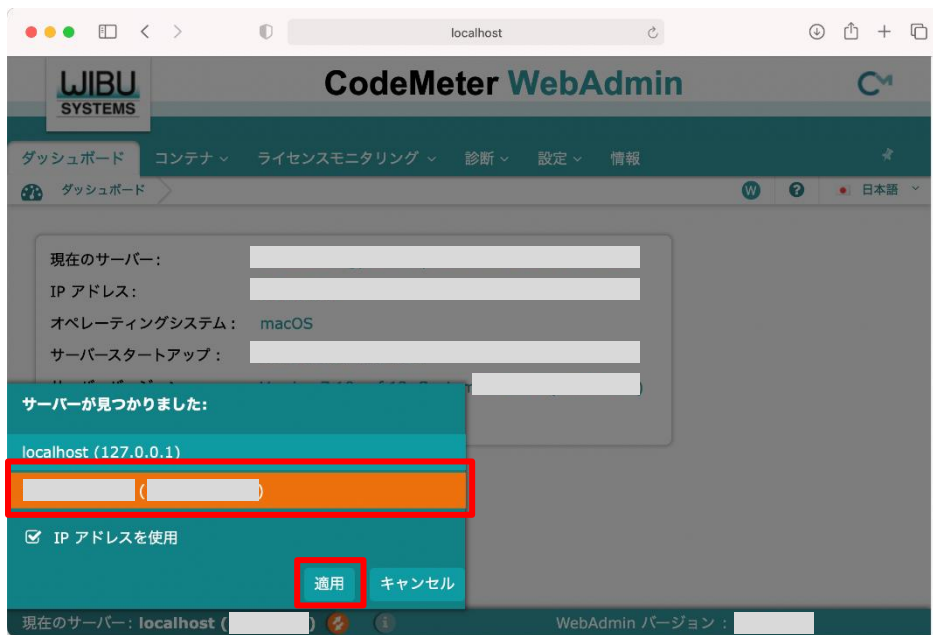 localhost
WIBU
SYSTEMS
CodeMeter WebAdmin
CM
ダッシュボード コンテナ ライセンスモニタリング 診断 設定 情報
ダッシュボード W ? 日本語
現在のサーバー:
IP アドレス:
オペレーティングシステム: macOS
サーバースタートアップ:
サーバーが見つかりました:
localhost (127.0.0.1)
( )
IP アドレスを使用
適用 キャンセル
現在のサーバー: localhost ( ) i WebAdmin バージョン :